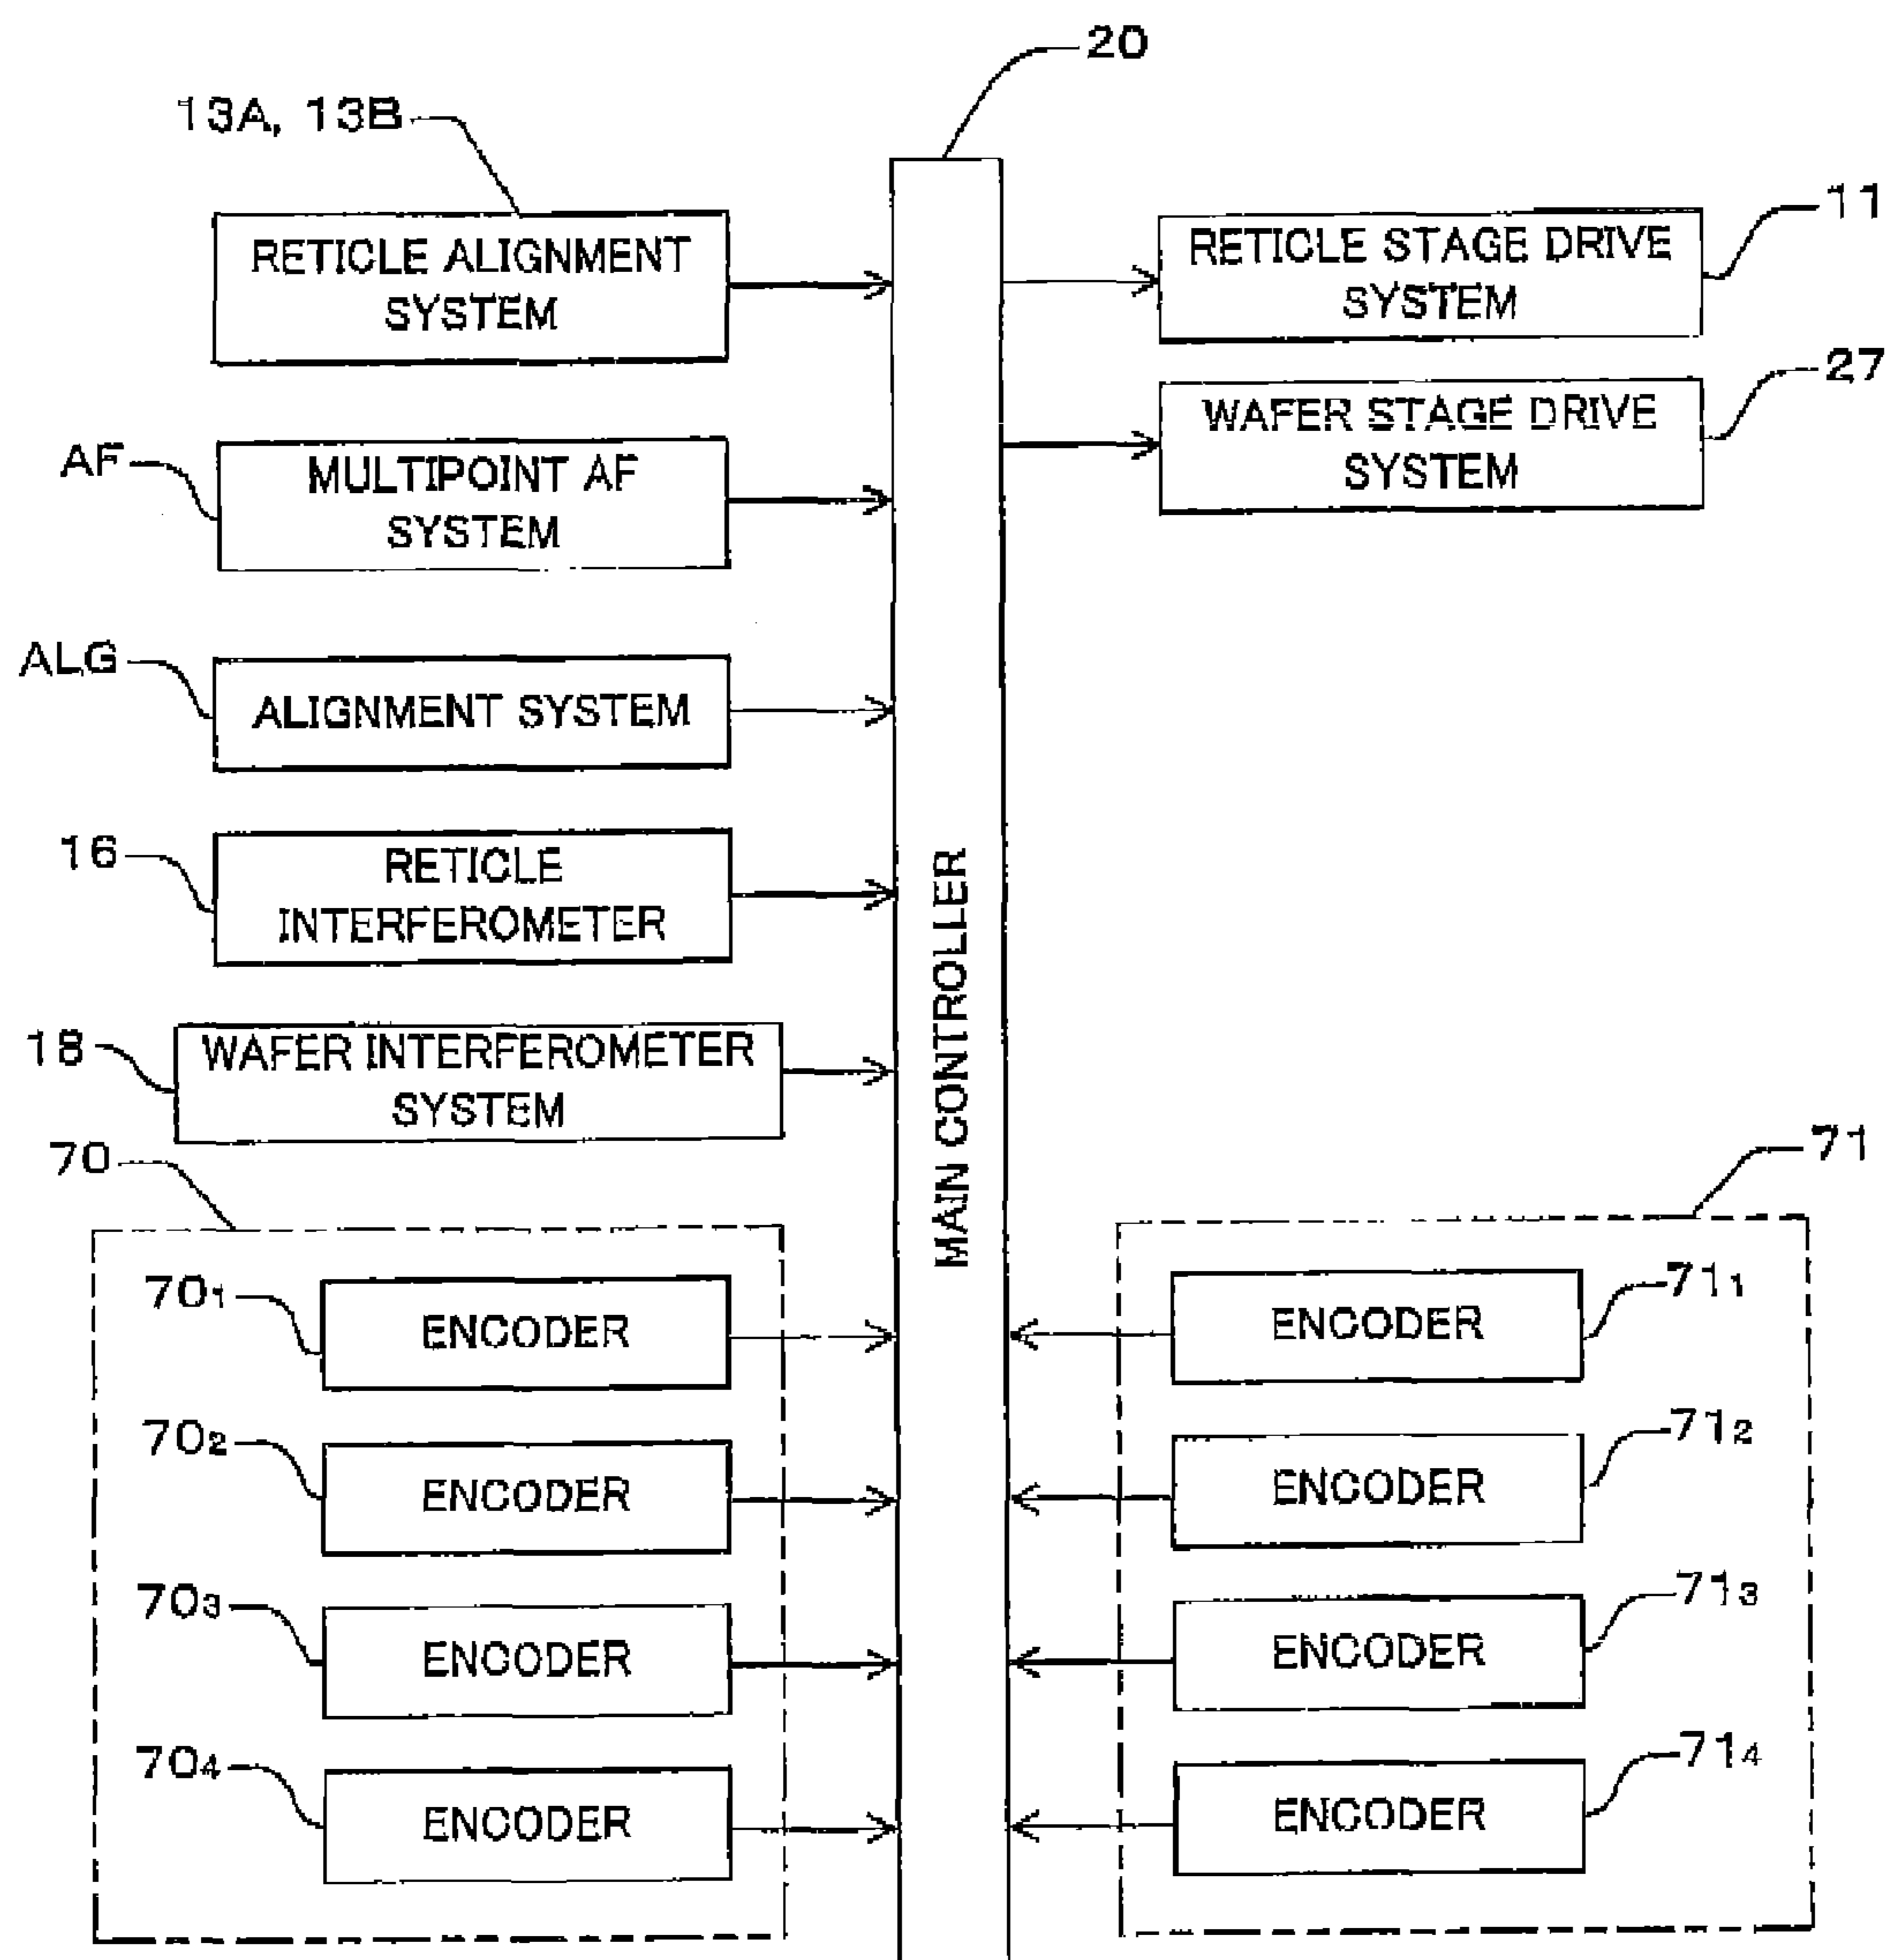 20
13A, 13B
RETICLE ALIGNMENT
SYSTEM
RETICLE STAGE DRIVE
SYSTEM
11
AF
MULTIPOINT AF
SYSTEM
WAFER STAGE DRIVE
SYSTEM
27
ALG
ALIGNMENT SYSTEM
16
RETICLE
INTERFEROMETER
MAIN CONTROLLER
18
WAFER INTERFEROMETER
SYSTEM
70
71
70₁
ENCODER
ENCODER
71₁
70₂
ENCODER
ENCODER
71₂
70₃
ENCODER
ENCODER
71₃
70₄
ENCODER
ENCODER
71₄